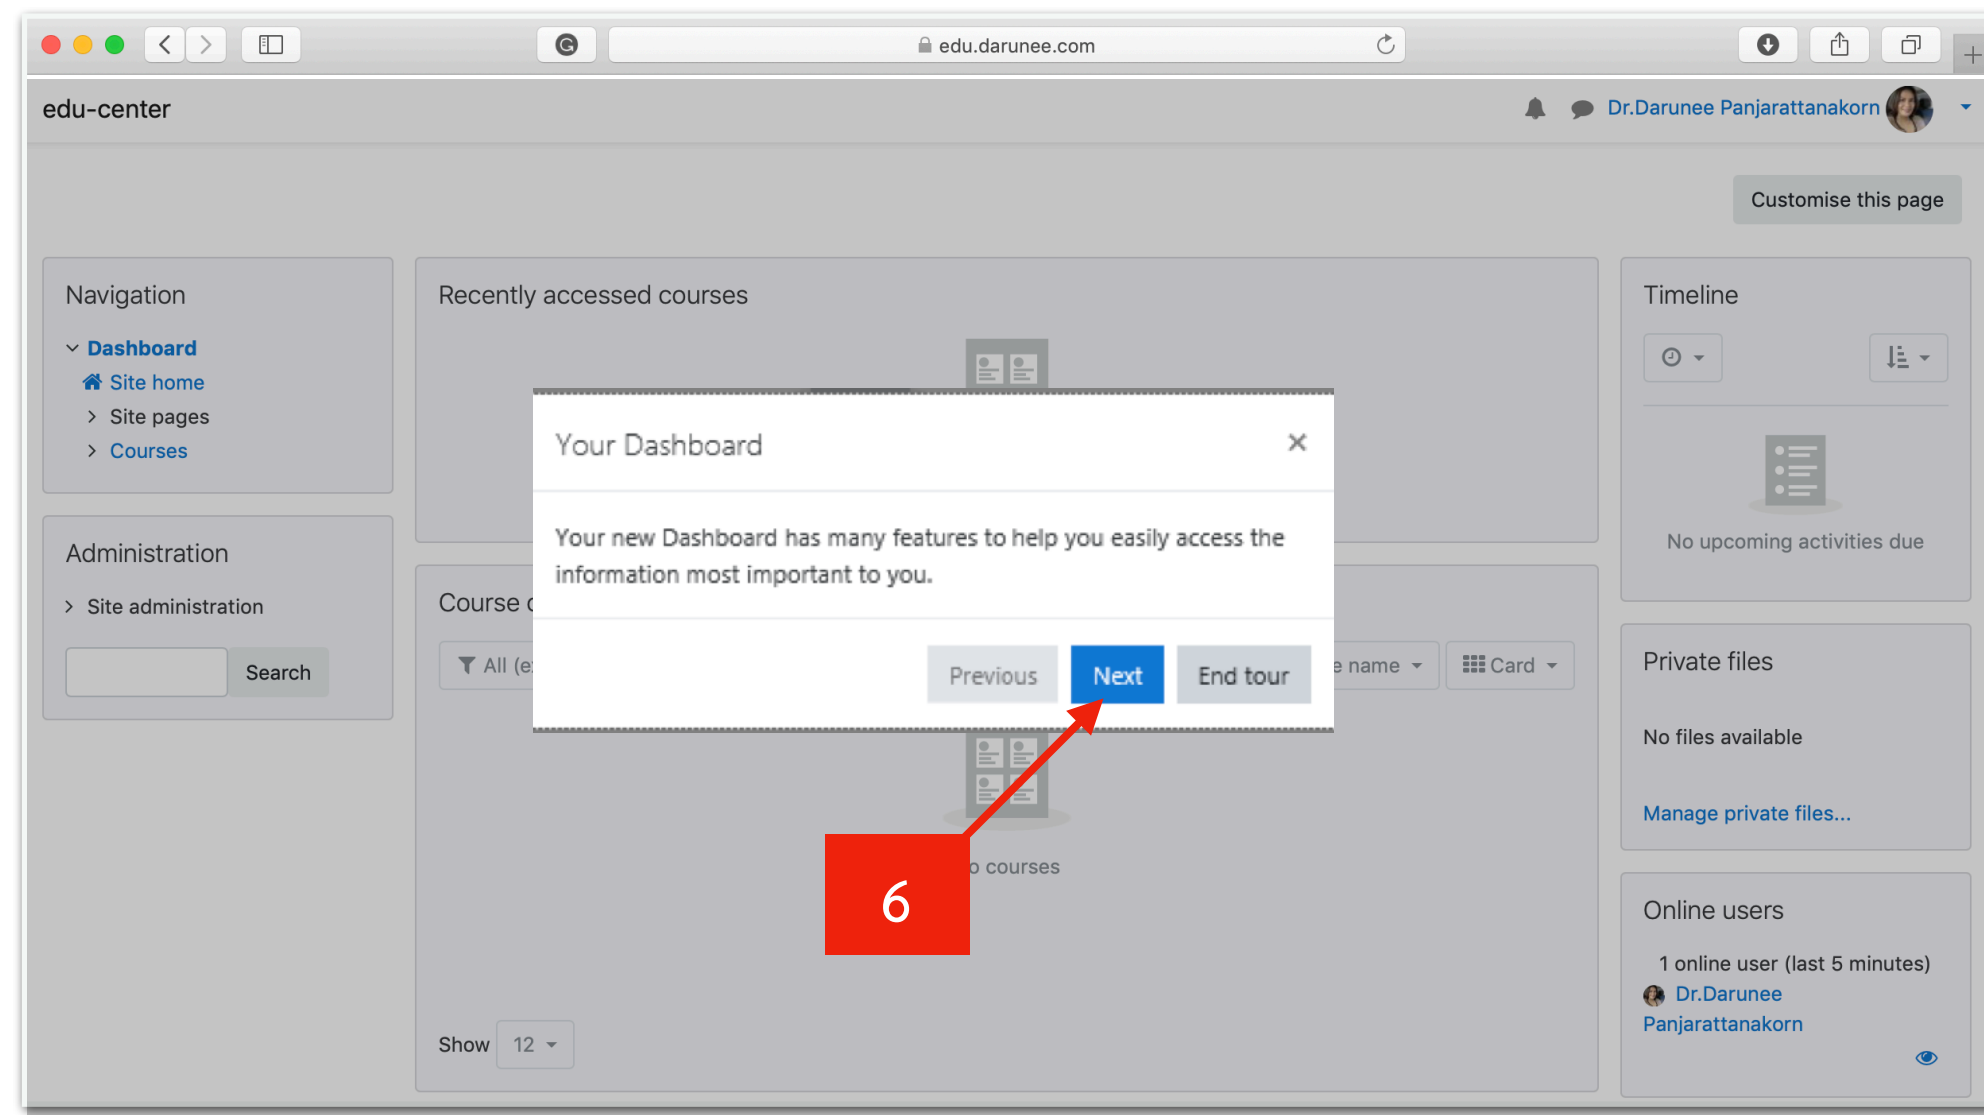 edu.darunee.com
edu-center
Dr.Darunee Panjarattanakorn
Customise this page
Navigation
Dashboard
Site home
Site pages
Courses
Administration
Site administration
Search
Recently accessed courses
Your Dashboard
Your new Dashboard has many features to help you easily access the
information most important to you.
Previous
Next
End tour
Course
All
name
Card
6
courses
Show 12
Timeline
No upcoming activities due
Private files
No files available
Manage private files...
Online users
1 online user (last 5 minutes)
Dr.Darunee
Panjarattanakorn